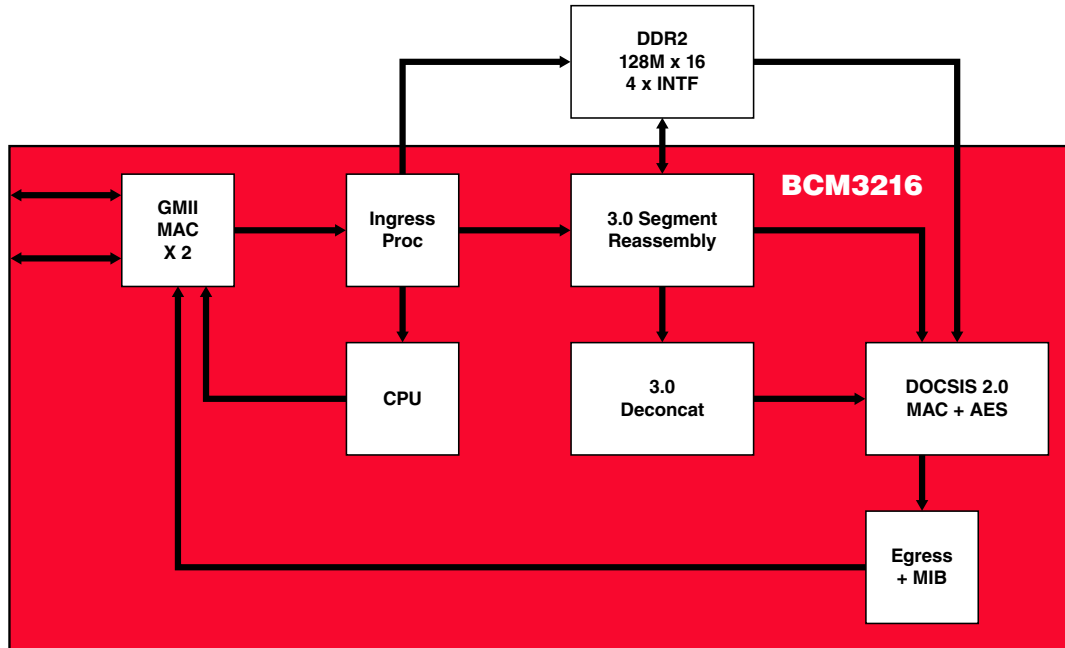 DDR2
128M x 16
4 x INTF
BCM3216
GMII
MAC
X 2
Ingress
Proc
3.0 Segment
Reassembly
CPU
3.0
Deconcat
DOCSIS 2.0
MAC + AES
Egress
+ MIB